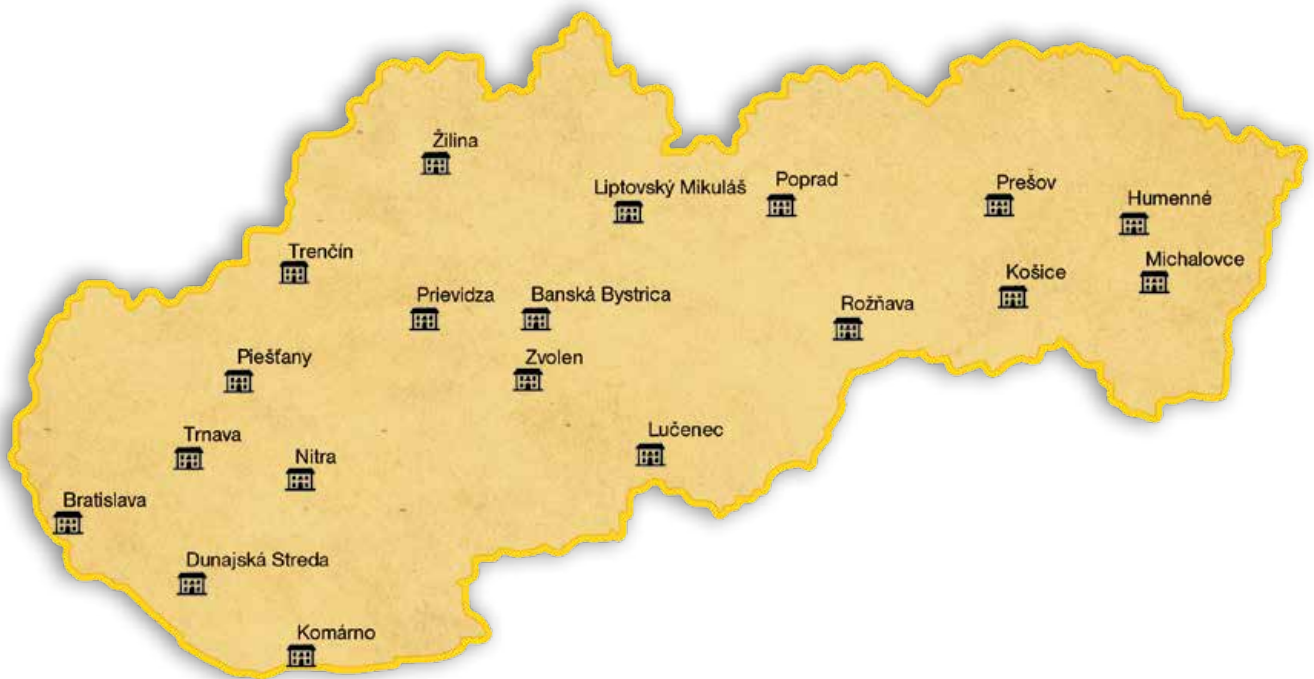 Žilina
Liptovský Mikuláš
Poprad
Prešov
Humenné
Trenčín
Michalovce
Košice
Prievidza
Banská Bystrica
Rožňava
Piešťany
Zvolen
Trnava
Nitra
Lučenec
Bratislava
Dunajská Streda
Komárno